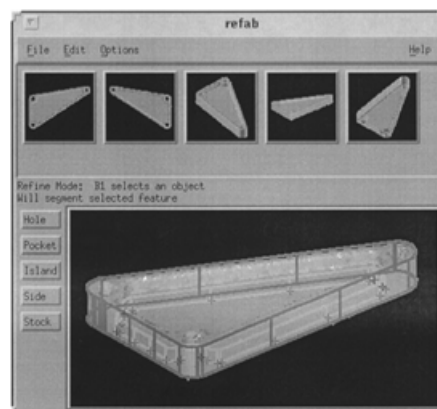 refab
File Edit Options Help
Refine Mode: B1 selects an object
Will segment selected feature
Hole
Pocket
Island
Side
Stock